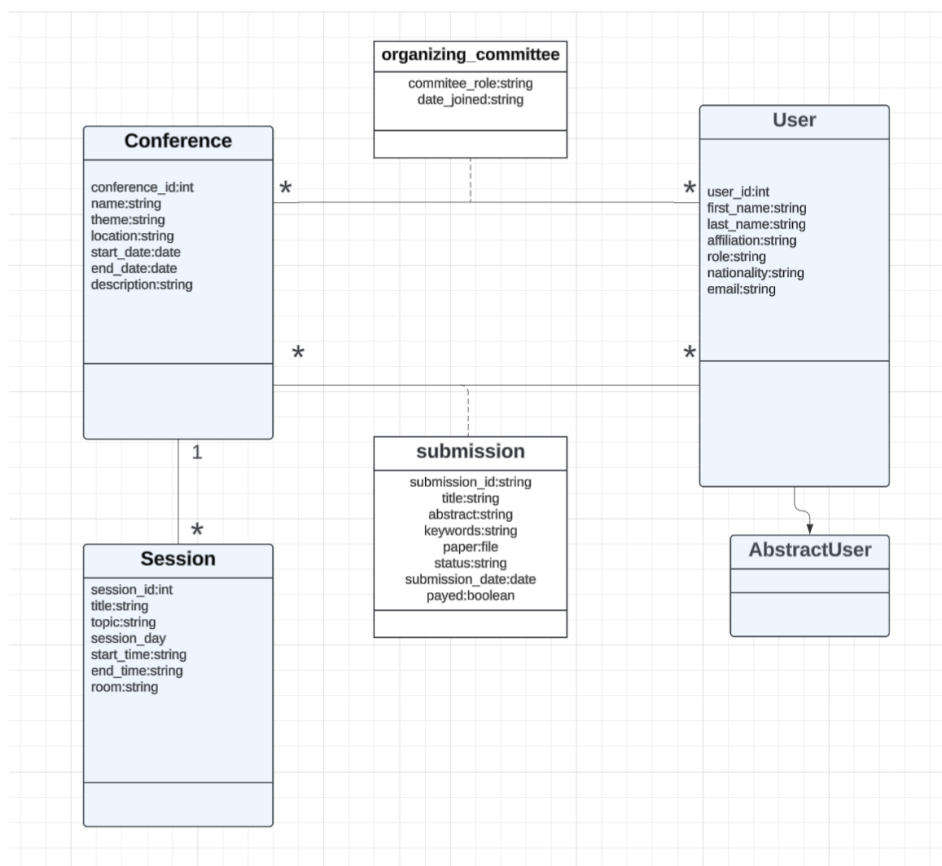 organizing_committee
commitee_role:string
date_joined:string
Conference
conference_id:int
name:string
theme:string
location:string
start_date:date
end_date:date
description:string
*
*
User
user_id:int
first_name:string
last_name:string
affiliation:string
role:string
nationality:string
email:string
*
*
1
*
submission
submission_id:string
title:string
abstract:string
keywords:string
paper:file
status:string
submission_date:date
payed:boolean
Session
session_id:int
title:string
topic:string
session_day
start_time:string
end_time:string
room:string
AbstractUser